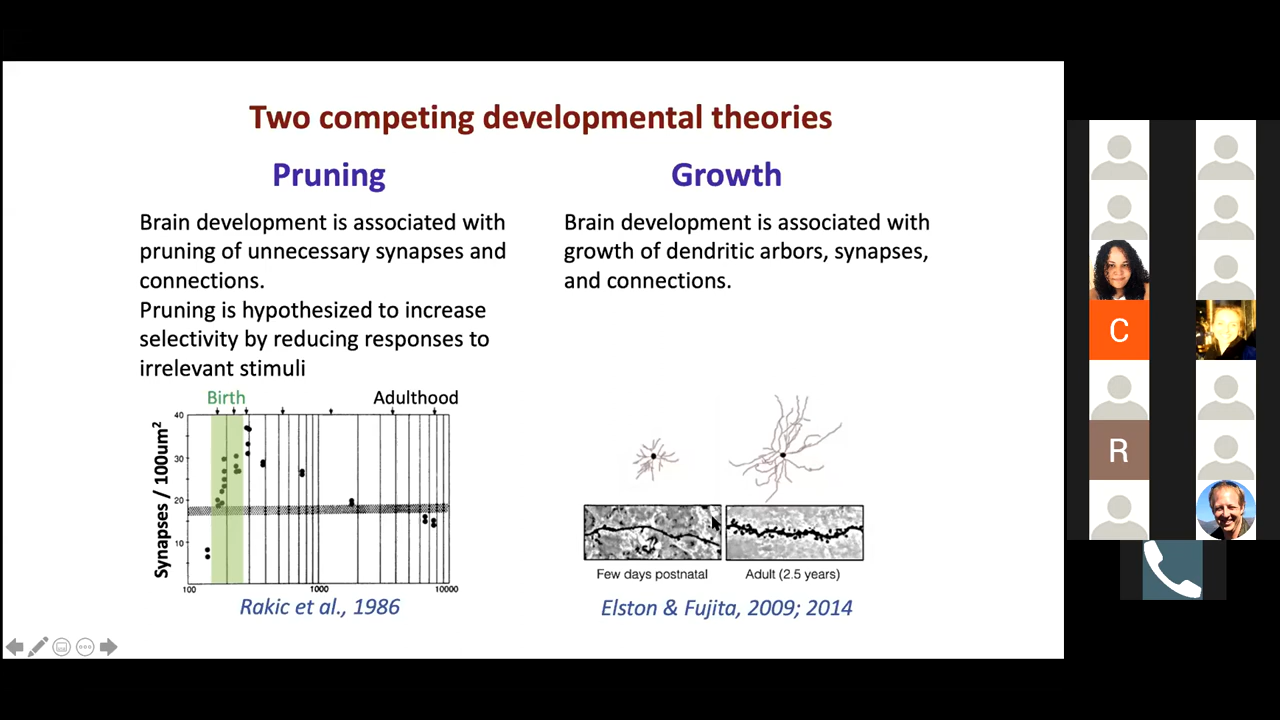 Two competing developmental theories
Pruning
Brain development is associated with
pruning of unnecessary synapses and
connections.
Pruning is hypothesized to increase
selectivity by reducing responses to
irrelevant stimuli
Birth
Adulthood
Synapses / 100um²
40
30
20
10
100
1000
10000
Rakic et al., 1986
Growth
Brain development is associated with
growth of dendritic arbors, synapses,
and connections.
Few days postnatal
Adult (2.5 years)
Elston & Fujita, 2009; 2014
C
R